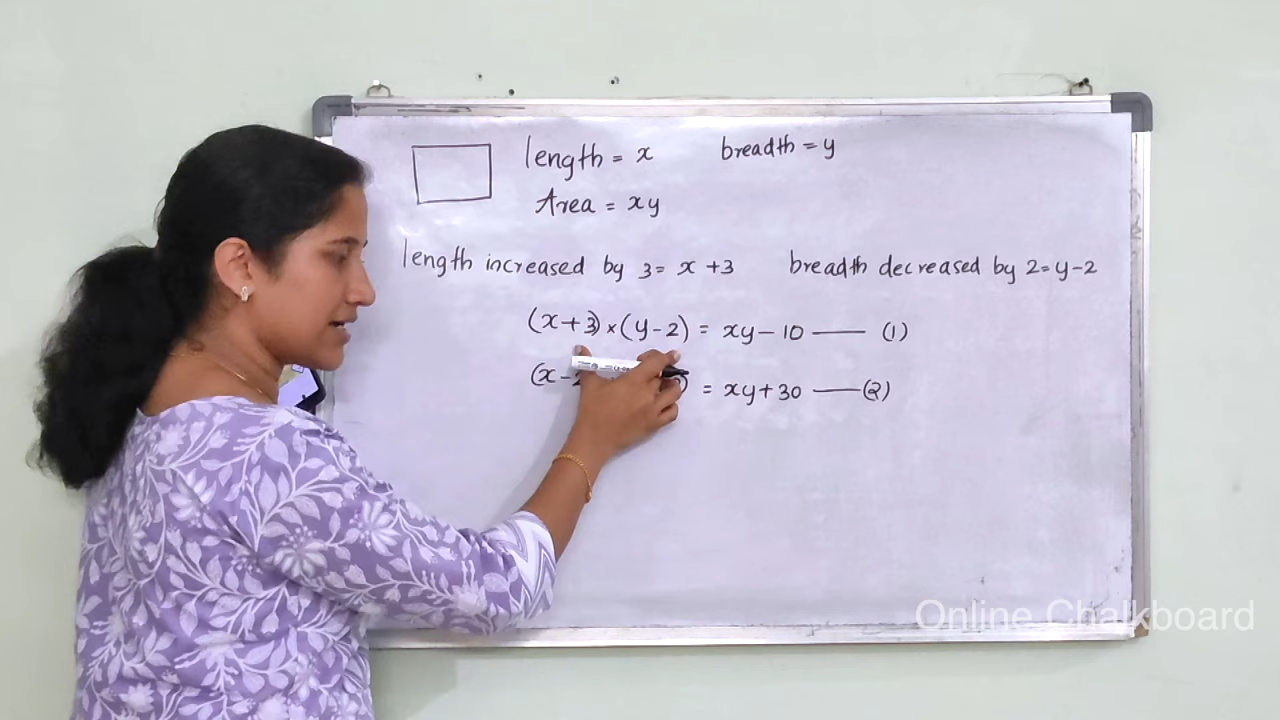 length = x breadth = y
Area = xy
length increased by 3 = x + 3 breadth decreased by 2 = y - 2
(x + 3) × (y - 2) = xy - 10 —— (1)
(x - ) = xy + 30 —— (2)
Online Chalkboard